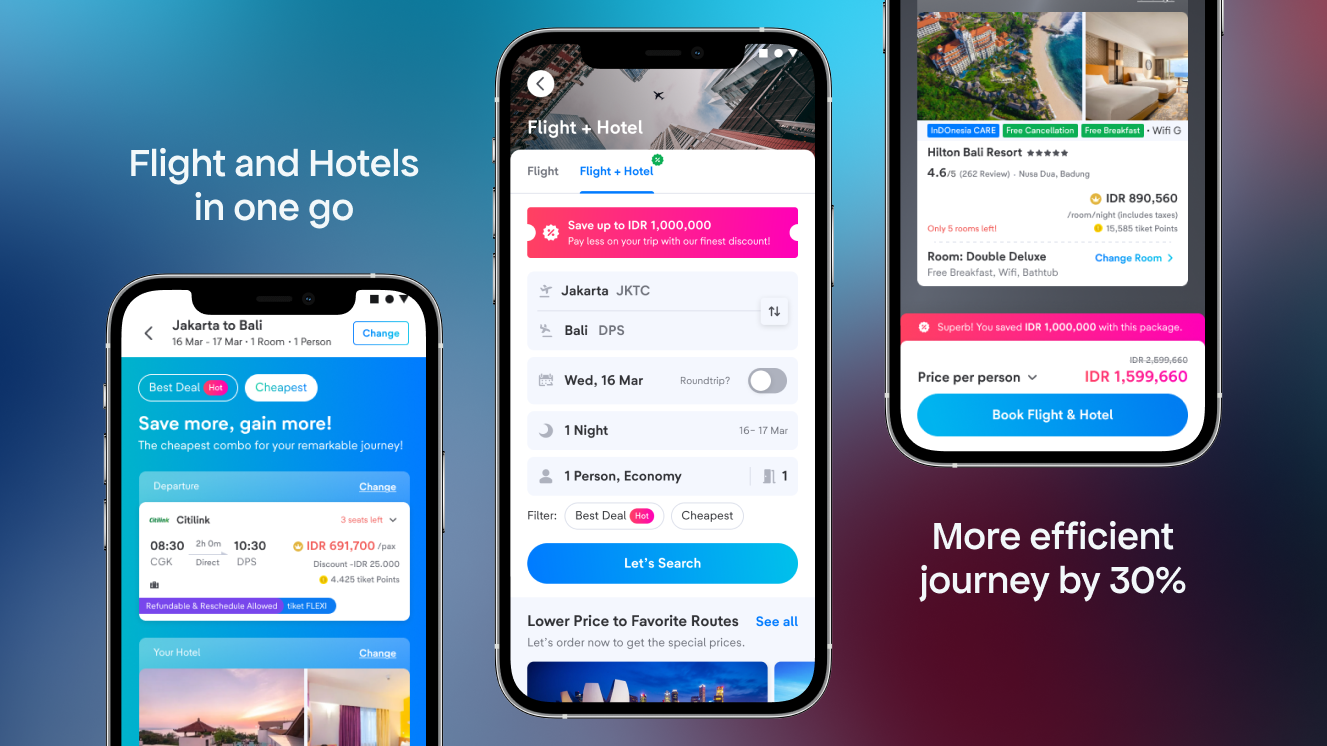 Flight and Hotels
in one go
Jakarta to Bali
16 Mar - 17 Mar • 1 Room • 1 Person
Change
Best Deal Hot
Cheapest
Save more, gain more!
The cheapest combo for your remarkable journey!
Departure
Change
Citilink Citilink
3 seats left
08:30 2h 0m 10:30
IDR 691,700 /pax
CGK Direct DPS
Discount -IDR 25.000
4.425 tiket Points
Refundable & Reschedule Allowed tiket FLEXI
Your Hotel
Change
Flight + Hotel
Flight
Flight + Hotel
Save up to IDR 1,000,000
Pay less on your trip with our finest discount!
Jakarta JKTC
Bali DPS
Wed, 16 Mar
Roundtrip?
1 Night
16- 17 Mar
1 Person, Economy
1
Filter: Best Deal Hot Cheapest
Let's Search
Lower Price to Favorite Routes
See all
Let's order now to get the special prices.
InDOnesia CARE Free Cancellation Free Breakfast • Wifi G
Hilton Bali Resort ★★★★★
4.6/5 (262 Review) · Nusa Dua, Badung
IDR 890,560
/room/night (includes taxes)
Only 5 rooms left!
15,585 tiket Points
Room: Double Deluxe
Change Room
Free Breakfast, Wifi, Bathtub
Superb! You saved IDR 1,000,000 with this package.
IDR 2,599,660
Price per person
IDR 1,599,660
Book Flight & Hotel
More efficient
journey by 30%